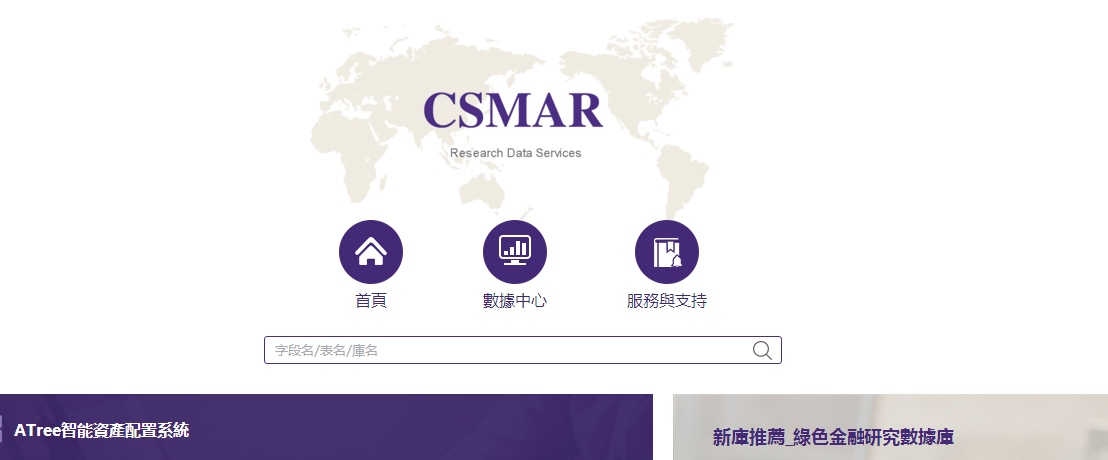 CSMAR
Research Data Services
首頁
數據中心
服務與支持
字段名/表名/庫名
ATree智能資產配置系統
新庫推薦_綠色金融研究數據庫